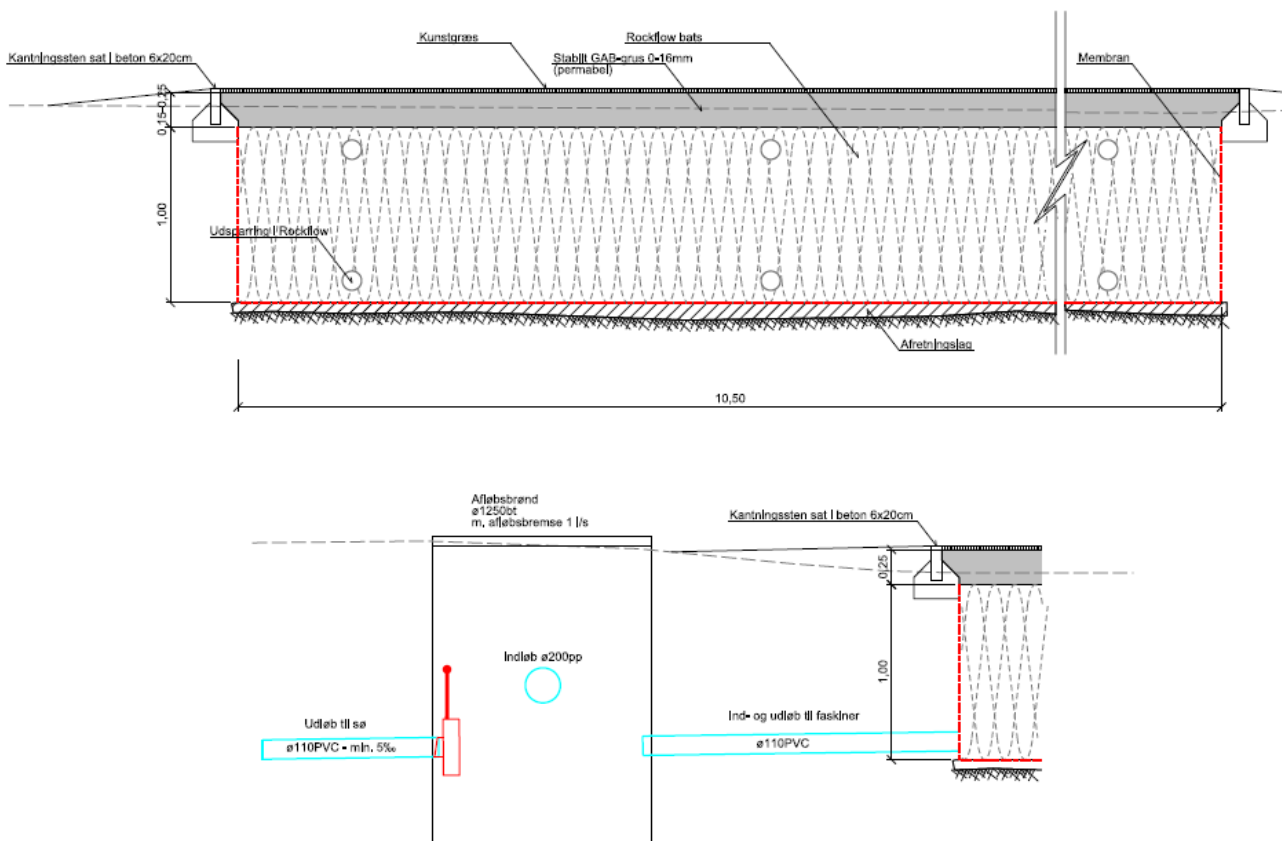 Kunstgræs
Rockflow bats
Kantningssten sat i beton 6x20cm
Stabilt GAB-grus 0-16mm
(permabel)
Membran
0,15-0,25
1,00
Udsparring i Rockflow
Afretningslag
10,50
Afløbsbrønd
ø1250bt
m. afløbsbremse 1 l/s
Kantningssten sat i beton 6x20cm
0,25
Indløb ø200pp
1,00
Udløb til sø
ø110PVC - min. 5‰
Ind- og udløb til faskiner
ø110PVC